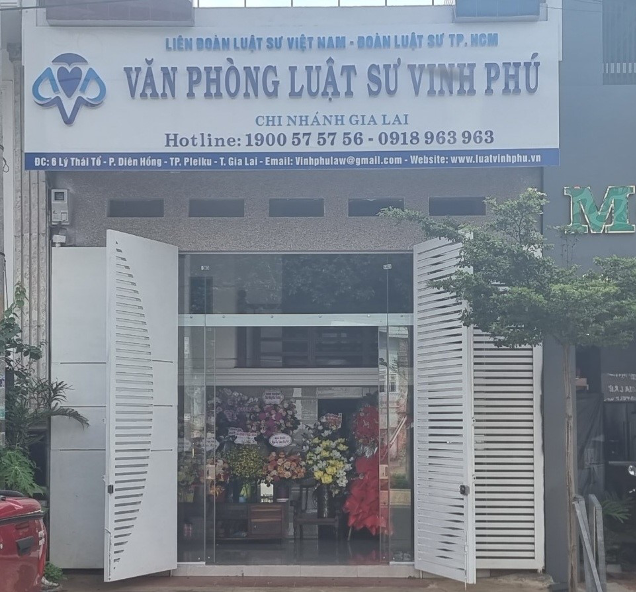 LIÊN ĐOÀN LUẬT SƯ VIỆT NAM - ĐOÀN LUẬT SƯ TP. HCM
VĂN PHÒNG LUẬT SƯ VINH PHÚ
CHI NHÁNH GIA LAI
Hotline: 1900 57 57 56 - 0918 963 963
ĐC: 6 Lý Thái Tổ - P. Diên Hồng - TP. Pleiku - T. Gia Lai - Email: Vinhphulaw@gmail.com - Website: www.luatvinhphu.vn
M